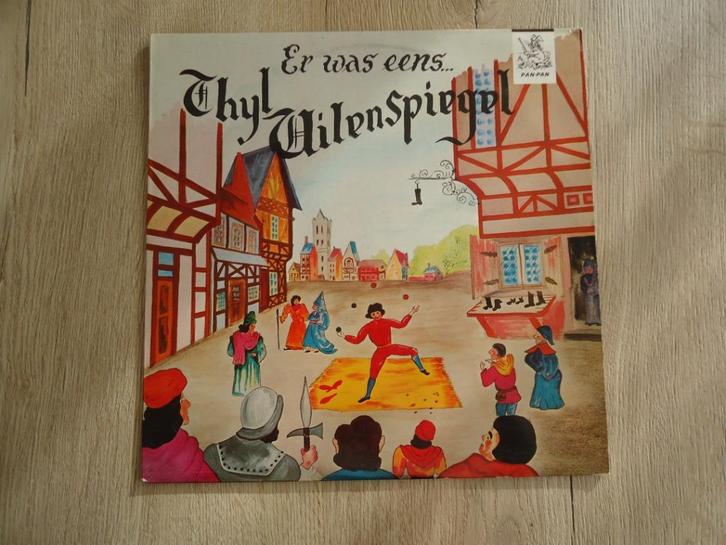 Er was eens...
Thyl
Uilenspiegel
PAN-PAN